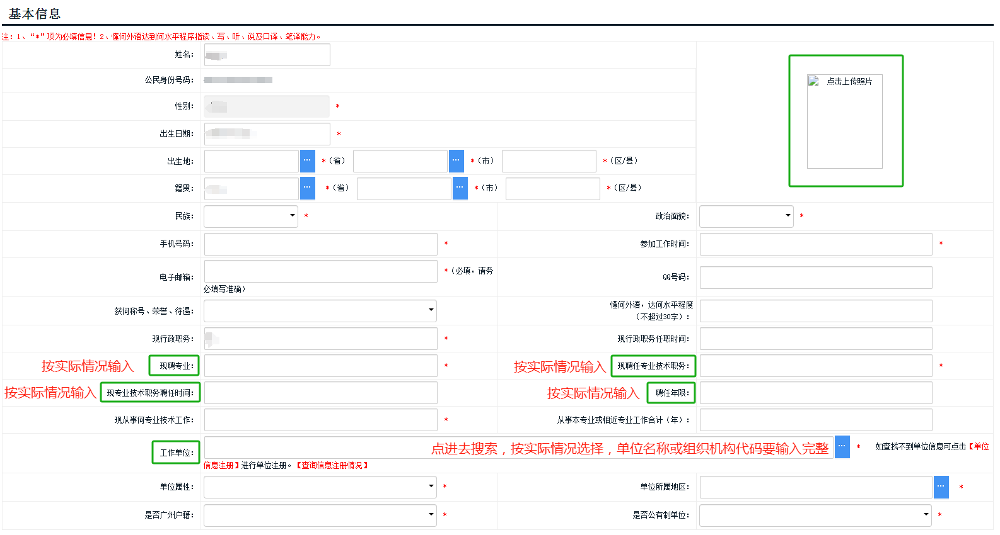 基本信息
注：1、“*”项为必填信息！2、懂何外语达到何水平程序指读、写、听、说及口译、笔译能力。
姓名：
点击上传照片
公民身份号码：
性别： *
出生日期： *
出生地： ... *（省） ... *（市） *（区/县）
籍贯： ... *（省） ... *（市） *（区/县）
民族： * 政治面貌： *
手机号码： * 参加工作时间： *
电子邮箱： *（必填，请务
必填写准确） QQ号码：
获何称号、荣誉、待遇： 懂何外语，达何水平程度
（不超过30字）：
现行政职务： * 现行政职务任职时间：
按实际情况输入 现聘专业： * 按实际情况输入 现聘任专业技术职务： *
按实际情况输入 现专业技术职务聘任时间： 按实际情况输入 聘任年限：
现从事何专业技术工作： * 从事本专业或相近专业工作合计（年）：
工作单位： 点进去搜索，按实际情况选择，单位名称或组织机构代码要输入完整 ... * 如查找不到单位信息可点击【单位
信息注册】进行单位注册。【查询信息注册情况】
单位属性： * 单位所属地区： ... *
是否广州户籍： * 是否公有制单位： *